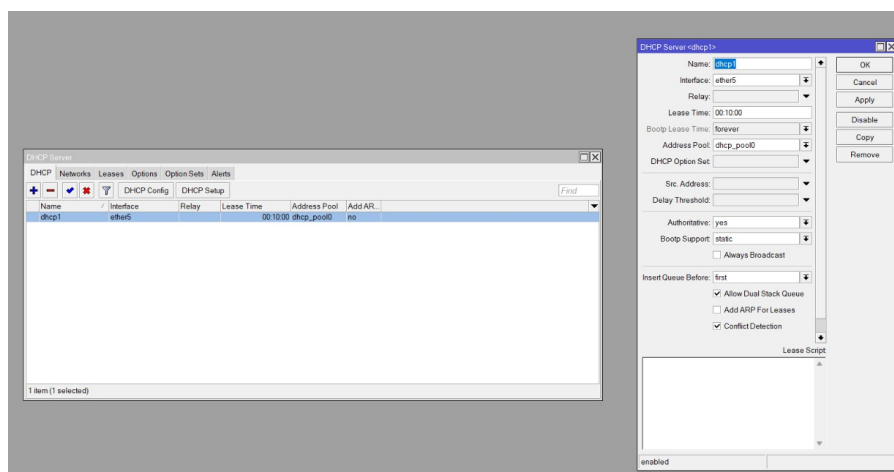 DHCP Server
DHCP Networks Leases Options Option Sets Alerts
DHCP Config DHCP Setup Find
Name Interface Relay Lease Time Address Pool Add AR...
dhcp1 ether5 00:10:00 dhcp_pool0 no
1 item (1 selected)
DHCP Server <dhcp1>
Name: dhcp1
Interface: ether5
Relay:
Lease Time: 00:10:00
Bootp Lease Time: forever
Address Pool: dhcp_pool0
DHCP Option Set:
Src. Address:
Delay Threshold:
Authoritative: yes
Bootp Support: static
Always Broadcast
Insert Queue Before: first
Allow Dual Stack Queue
Add ARP For Leases
Conflict Detection
Lease Script:
enabled
OK
Cancel
Apply
Disable
Copy
Remove